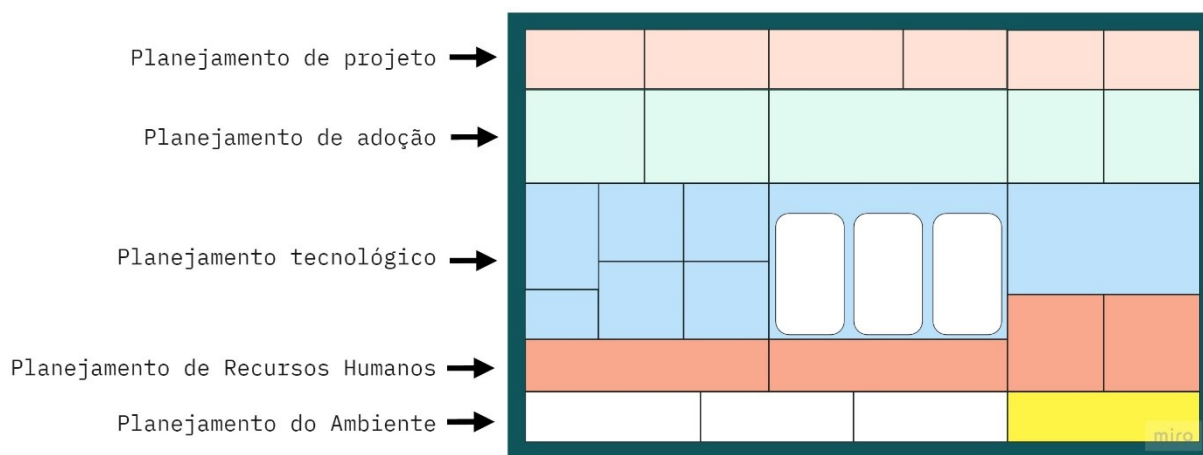 Planejamento de projeto
Planejamento de adoção
Planejamento tecnológico
Planejamento de Recursos Humanos
Planejamento do Ambiente
miro